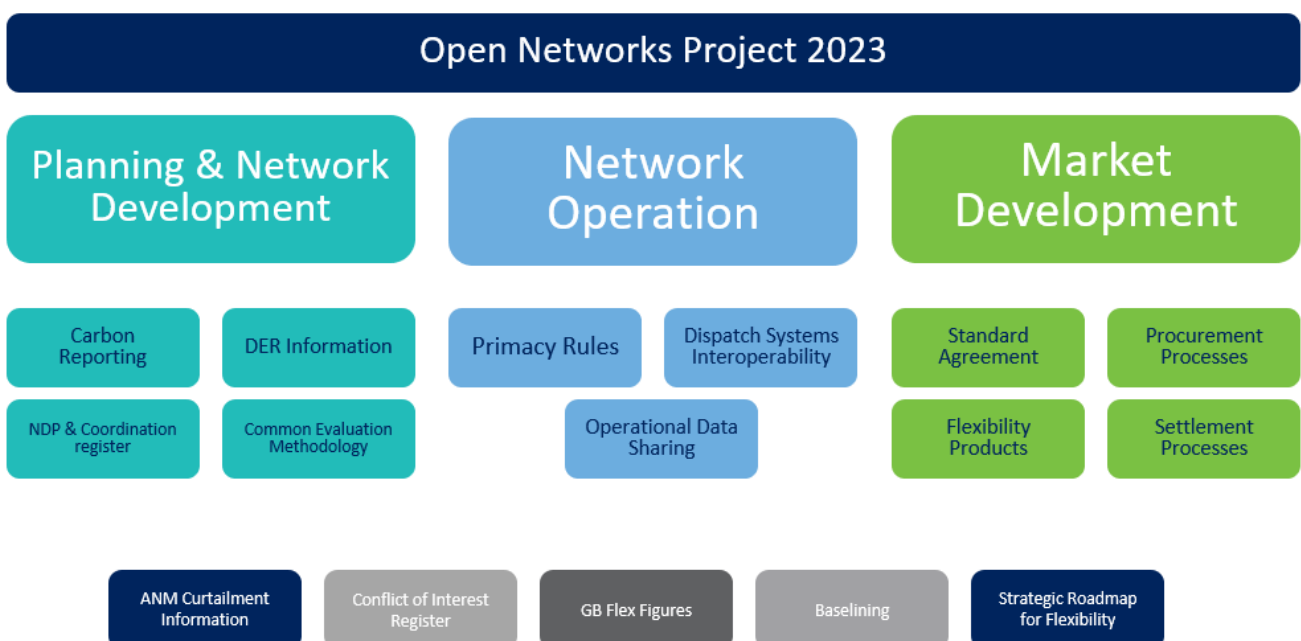 Open Networks Project 2023
Planning & Network
Development
Network
Operation
Market
Development
Carbon
Reporting
DER Information
Primacy Rules
Dispatch Systems
Interoperability
Standard
Agreement
Procurement
Processes
NDP & Coordination
register
Common Evaluation
Methodology
Operational Data
Sharing
Flexibility
Products
Settlement
Processes
ANM Curtailment
Information
Conflict of Interest
Register
GB Flex Figures
Baselining
Strategic Roadmap
for Flexibility